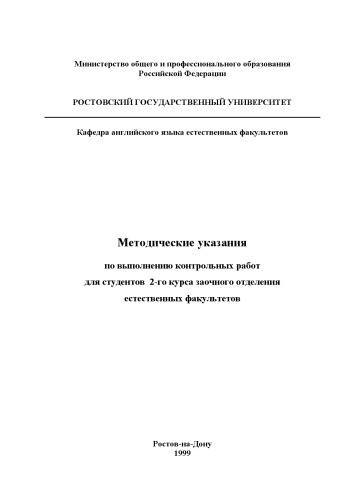 Министерство общего и профессионального образования
Российской Федерации
РОСТОВСКИЙ ГОСУДАРСТВЕННЫЙ УНИВЕРСИТЕТ
Кафедра английского языка естественных факультетов
Методические указания
по выполнению контрольных работ
для студентов 2-го курса заочного отделения
естественных факультетов
Ростов-на-Дону
1999